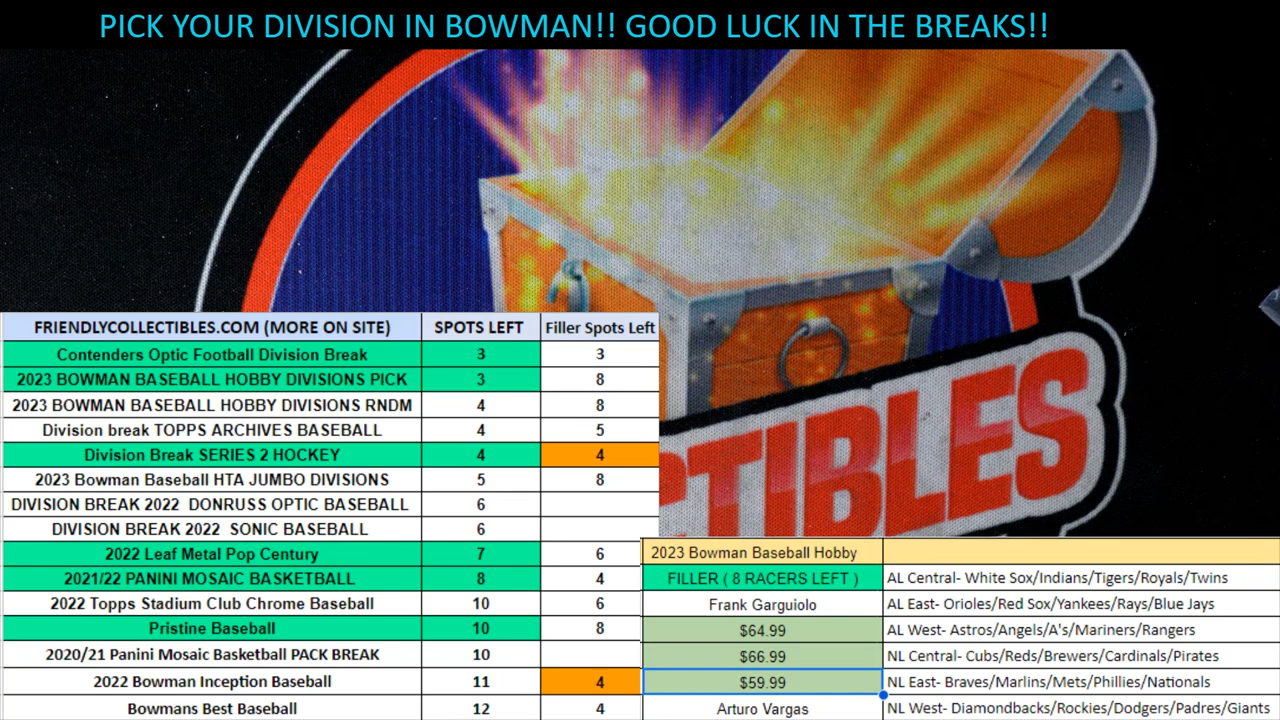 PICK YOUR DIVISION IN BOWMAN!! GOOD LUCK IN THE BREAKS!!
CTIBLES
FRIENDLYCOLLECTIBLES.COM (MORE ON SITE) SPOTS LEFT Filler Spots Left
Contenders Optic Football Division Break 3 3
2023 BOWMAN BASEBALL HOBBY DIVISIONS PICK 3 8
2023 BOWMAN BASEBALL HOBBY DIVISIONS RNDM 4 8
Division break TOPPS ARCHIVES BASEBALL 4 5
Division Break SERIES 2 HOCKEY 4 4
2023 Bowman Baseball HTA JUMBO DIVISIONS 5 8
DIVISION BREAK 2022 DONRUSS OPTIC BASEBALL 6
DIVISION BREAK 2022 SONIC BASEBALL 6
2022 Leaf Metal Pop Century 7 6
2021/22 PANINI MOSAIC BASKETBALL 8 4
2022 Topps Stadium Club Chrome Baseball 10 6
Pristine Baseball 10 8
2020/21 Panini Mosaic Basketball PACK BREAK 10
2022 Bowman Inception Baseball 11 4
Bowmans Best Baseball 12 4
2023 Bowman Baseball Hobby
FILLER ( 8 RACERS LEFT ) AL Central- White Sox/Indians/Tigers/Royals/Twins
Frank Garguiolo AL East- Orioles/Red Sox/Yankees/Rays/Blue Jays
$64.99 AL West- Astros/Angels/A's/Mariners/Rangers
$66.99 NL Central- Cubs/Reds/Brewers/Cardinals/Pirates
$59.99 NL East- Braves/Marlins/Mets/Phillies/Nationals
Arturo Vargas NL West- Diamondbacks/Rockies/Dodgers/Padres/Giants